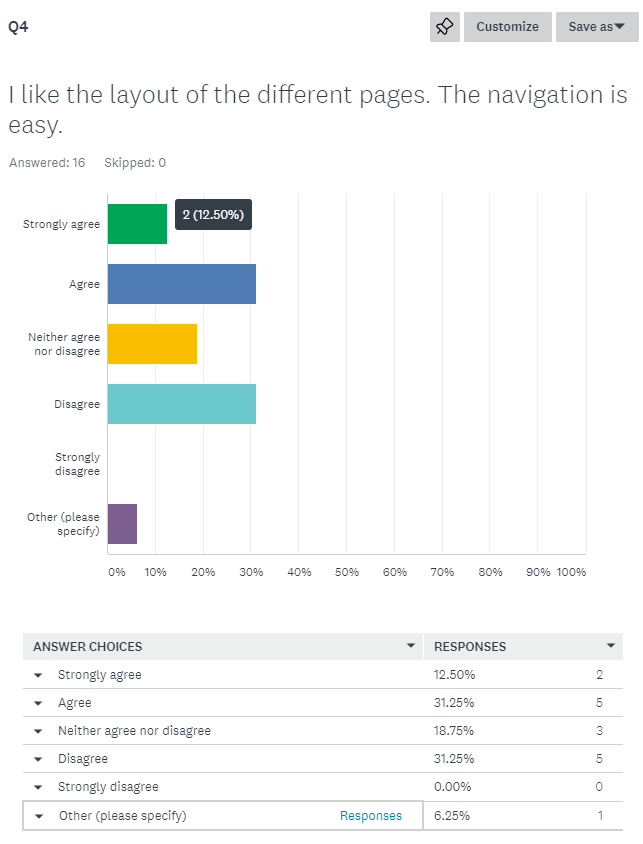 Q4
Customize
Save as
I like the layout of the different pages. The navigation is
easy.
Answered: 16 Skipped: 0
Strongly agree
2 (12.50%)
Agree
Neither agree
nor disagree
Disagree
Strongly
disagree
Other (please
specify)
0% 10% 20% 30% 40% 50% 60% 70% 80% 90% 100%
ANSWER CHOICES RESPONSES
Strongly agree 12.50% 2
Agree 31.25% 5
Neither agree nor disagree 18.75% 3
Disagree 31.25% 5
Strongly disagree 0.00% 0
Other (please specify) Responses 6.25% 1